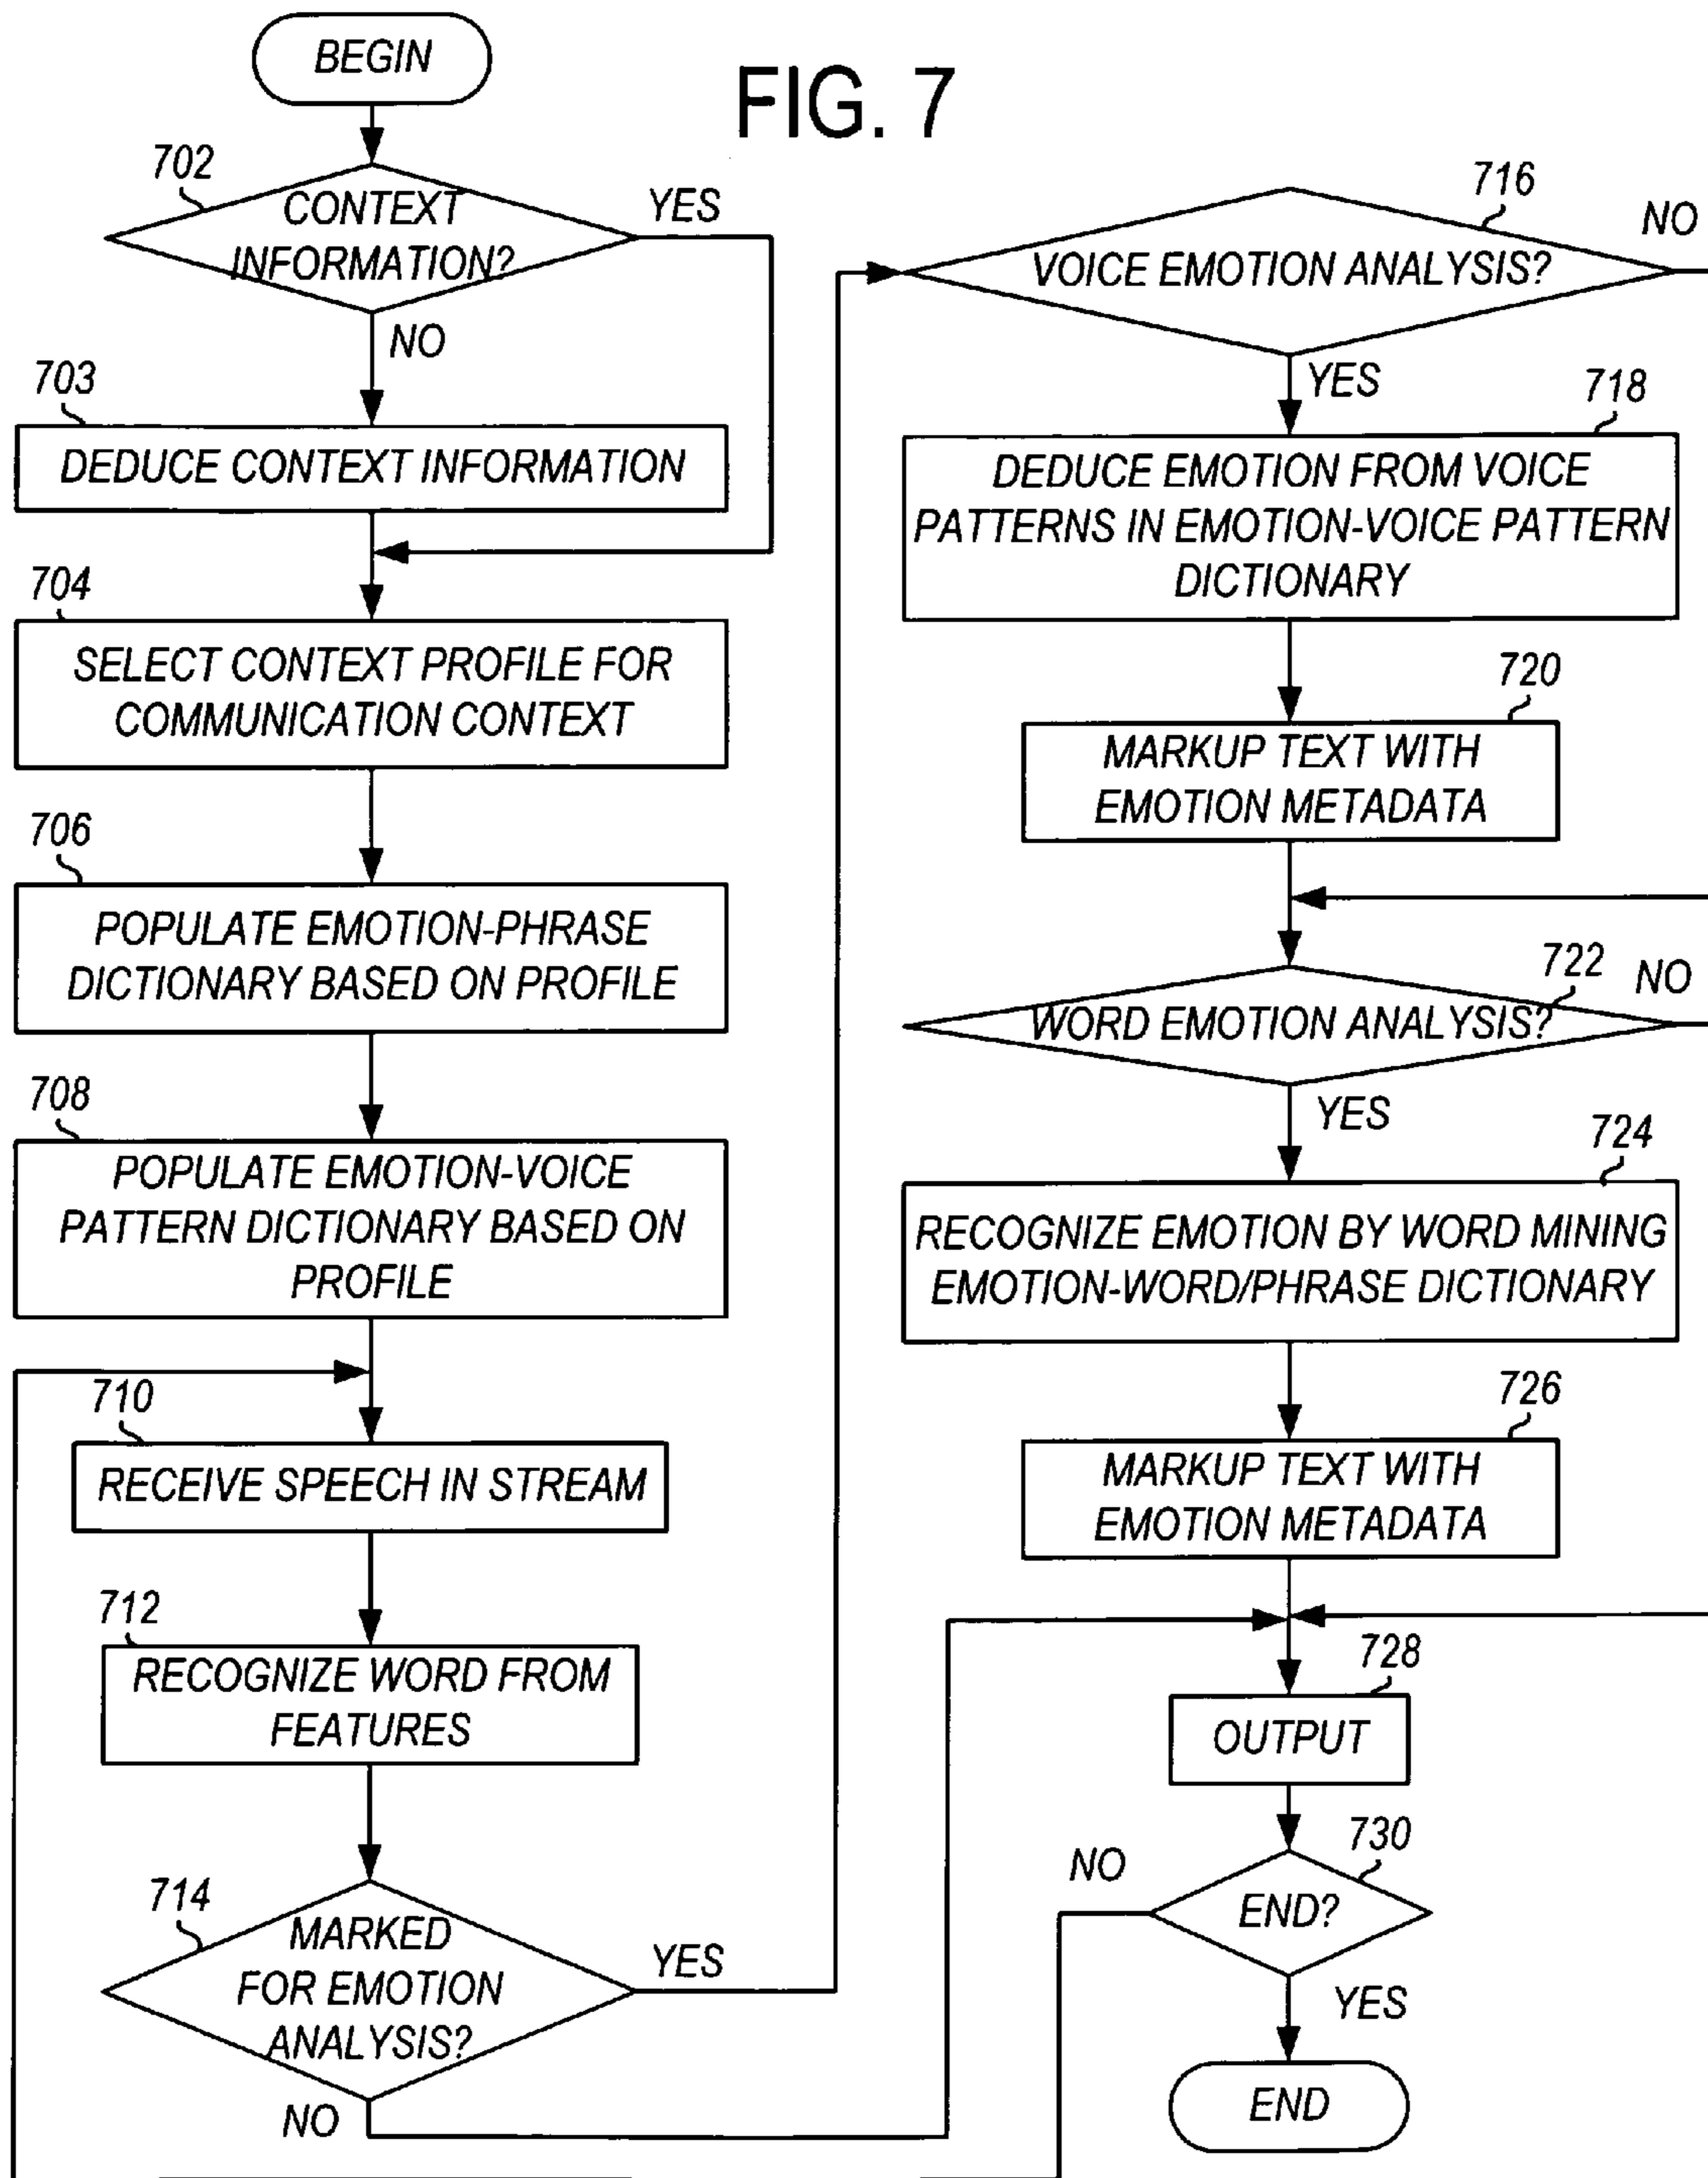 FIG. 7
BEGIN
702
CONTEXT
INFORMATION?
YES
NO
703
DEDUCE CONTEXT INFORMATION
704
SELECT CONTEXT PROFILE FOR
COMMUNICATION CONTEXT
706
POPULATE EMOTION-PHRASE
DICTIONARY BASED ON PROFILE
708
POPULATE EMOTION-VOICE
PATTERN DICTIONARY BASED ON
PROFILE
710
RECEIVE SPEECH IN STREAM
712
RECOGNIZE WORD FROM
FEATURES
714
MARKED
FOR EMOTION
ANALYSIS?
YES
NO
716
VOICE EMOTION ANALYSIS?
NO
YES
718
DEDUCE EMOTION FROM VOICE
PATTERNS IN EMOTION-VOICE PATTERN
DICTIONARY
720
MARKUP TEXT WITH
EMOTION METADATA
722
WORD EMOTION ANALYSIS?
NO
YES
724
RECOGNIZE EMOTION BY WORD MINING
EMOTION-WORD/PHRASE DICTIONARY
726
MARKUP TEXT WITH
EMOTION METADATA
728
OUTPUT
730
END?
NO
YES
END